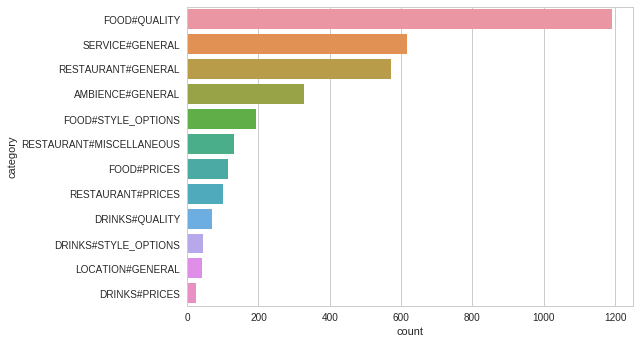 FOOD#QUALITY
SERVICE#GENERAL
RESTAURANT#GENERAL
AMBIENCE#GENERAL
FOOD#STYLE_OPTIONS
RESTAURANT#MISCELLANEOUS
FOOD#PRICES
RESTAURANT#PRICES
DRINKS#QUALITY
DRINKS#STYLE_OPTIONS
LOCATION#GENERAL
DRINKS#PRICES
category
0 200 400 600 800 1000 1200
count